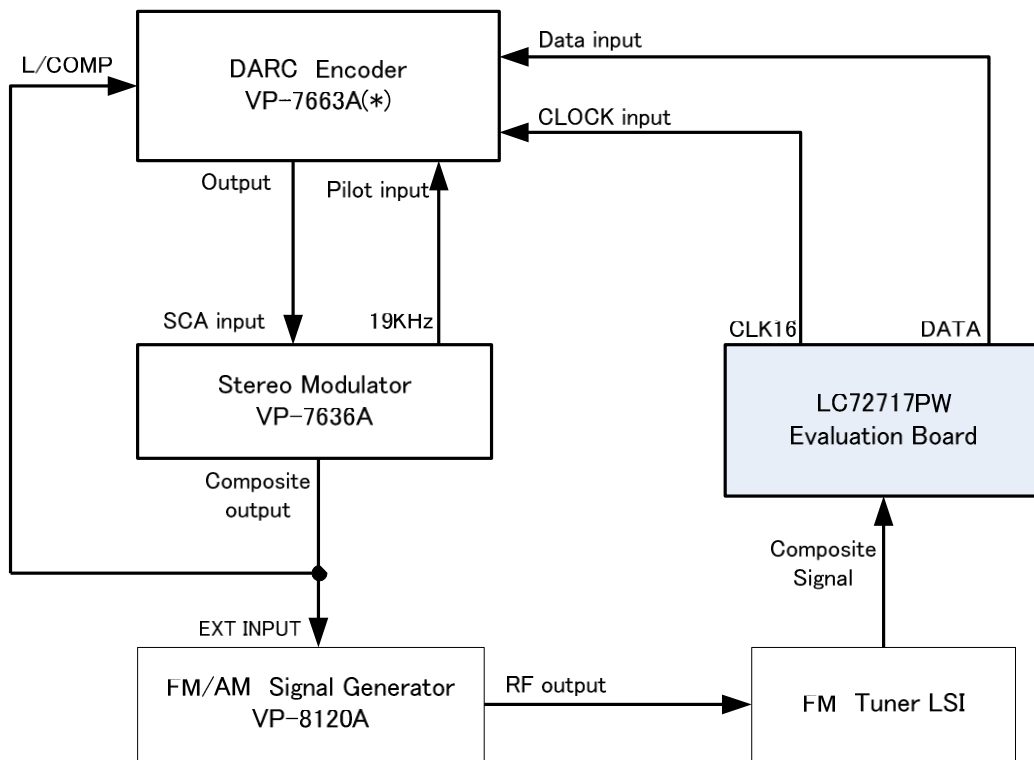 L/COMP
DARC Encoder
VP-7663A(*)
Data input
CLOCK input
Output
Pilot input
SCA input
19KHz
CLK16
DATA
Stereo Modulator
VP-7636A
LC72717PW
Evaluation Board
Composite
output
Composite
Signal
EXT INPUT
FM/AM Signal Generator
VP-8120A
RF output
FM Tuner LSI